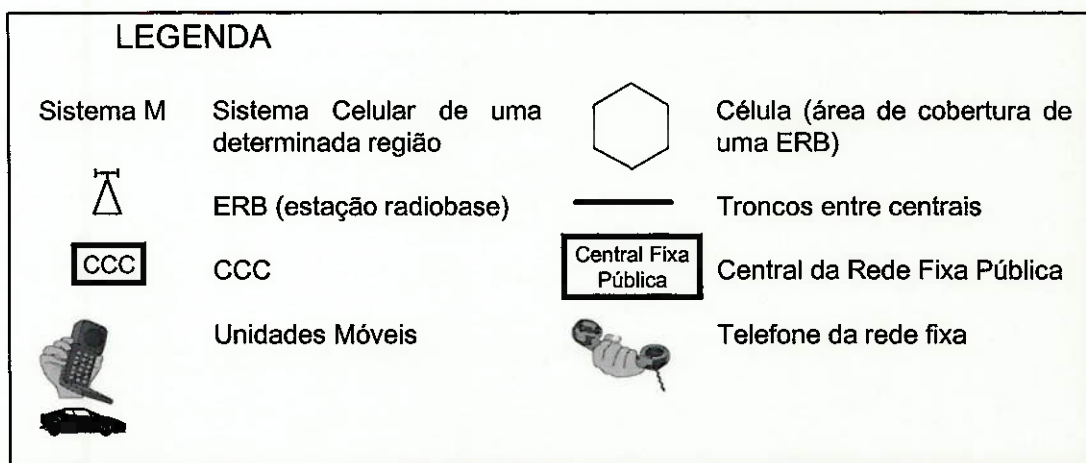 LEGENDA
Sistema M
Sistema Celular de uma
determinada região
Célula (área de cobertura de
uma ERB)
ERB (estação radiobase)
Troncos entre centrais
CCC
CCC
Central Fixa
Pública
Central da Rede Fixa Pública
Unidades Móveis
Telefone da rede fixa